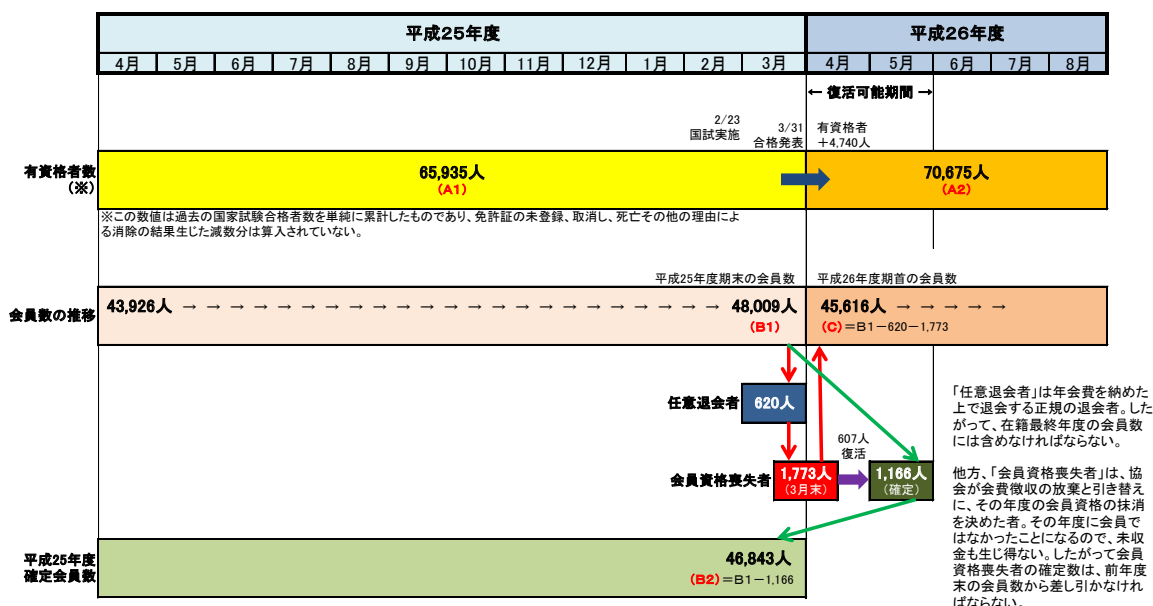 平成25年度 平成26年度
4月 5月 6月 7月 8月 9月 10月 11月 12月 1月 2月 3月 4月 5月 6月 7月 8月
← 復活可能期間 →
2/23
国試実施
3/31
合格発表
有資格者
+4,740人
有資格者数
(※)
65,935人
(A1)
70,675人
(A2)
※この数値は過去の国家試験合格者数を単純に累計したものであり、免許証の未登録、取消し、死亡その他の理由によ
る消除の結果生じた減数分は算入されていない。
平成25年度期末の会員数 平成26年度期首の会員数
会員数の推移
43,926人 → → → → → → → → → → → → → → → → → → → → → 48,009人
(B1)
45,616人 → → → → →
(C)=B1-620-1,773
任意退会者
620人
607人
復活
会員資格喪失者
1,773人
(3月末)
1,166人
(確定)
「任意退会者」は年会費を納めた
上で退会する正規の退会者。した
がって、在籍最終年度の会員数
には含めなければならない。
他方、「会員資格喪失者」は、協
会が会費徴収の放棄と引き替え
に、その年度の会員資格の抹消
を決めた者。その年度に会員で
はなかったことになるので、未収
金も生じ得ない。したがって会員
資格喪失者の確定数は、前年度
末の会員数から差し引かなけれ
ばならない。
平成25年度
確定会員数
46,843人
(B2)=B1-1,166